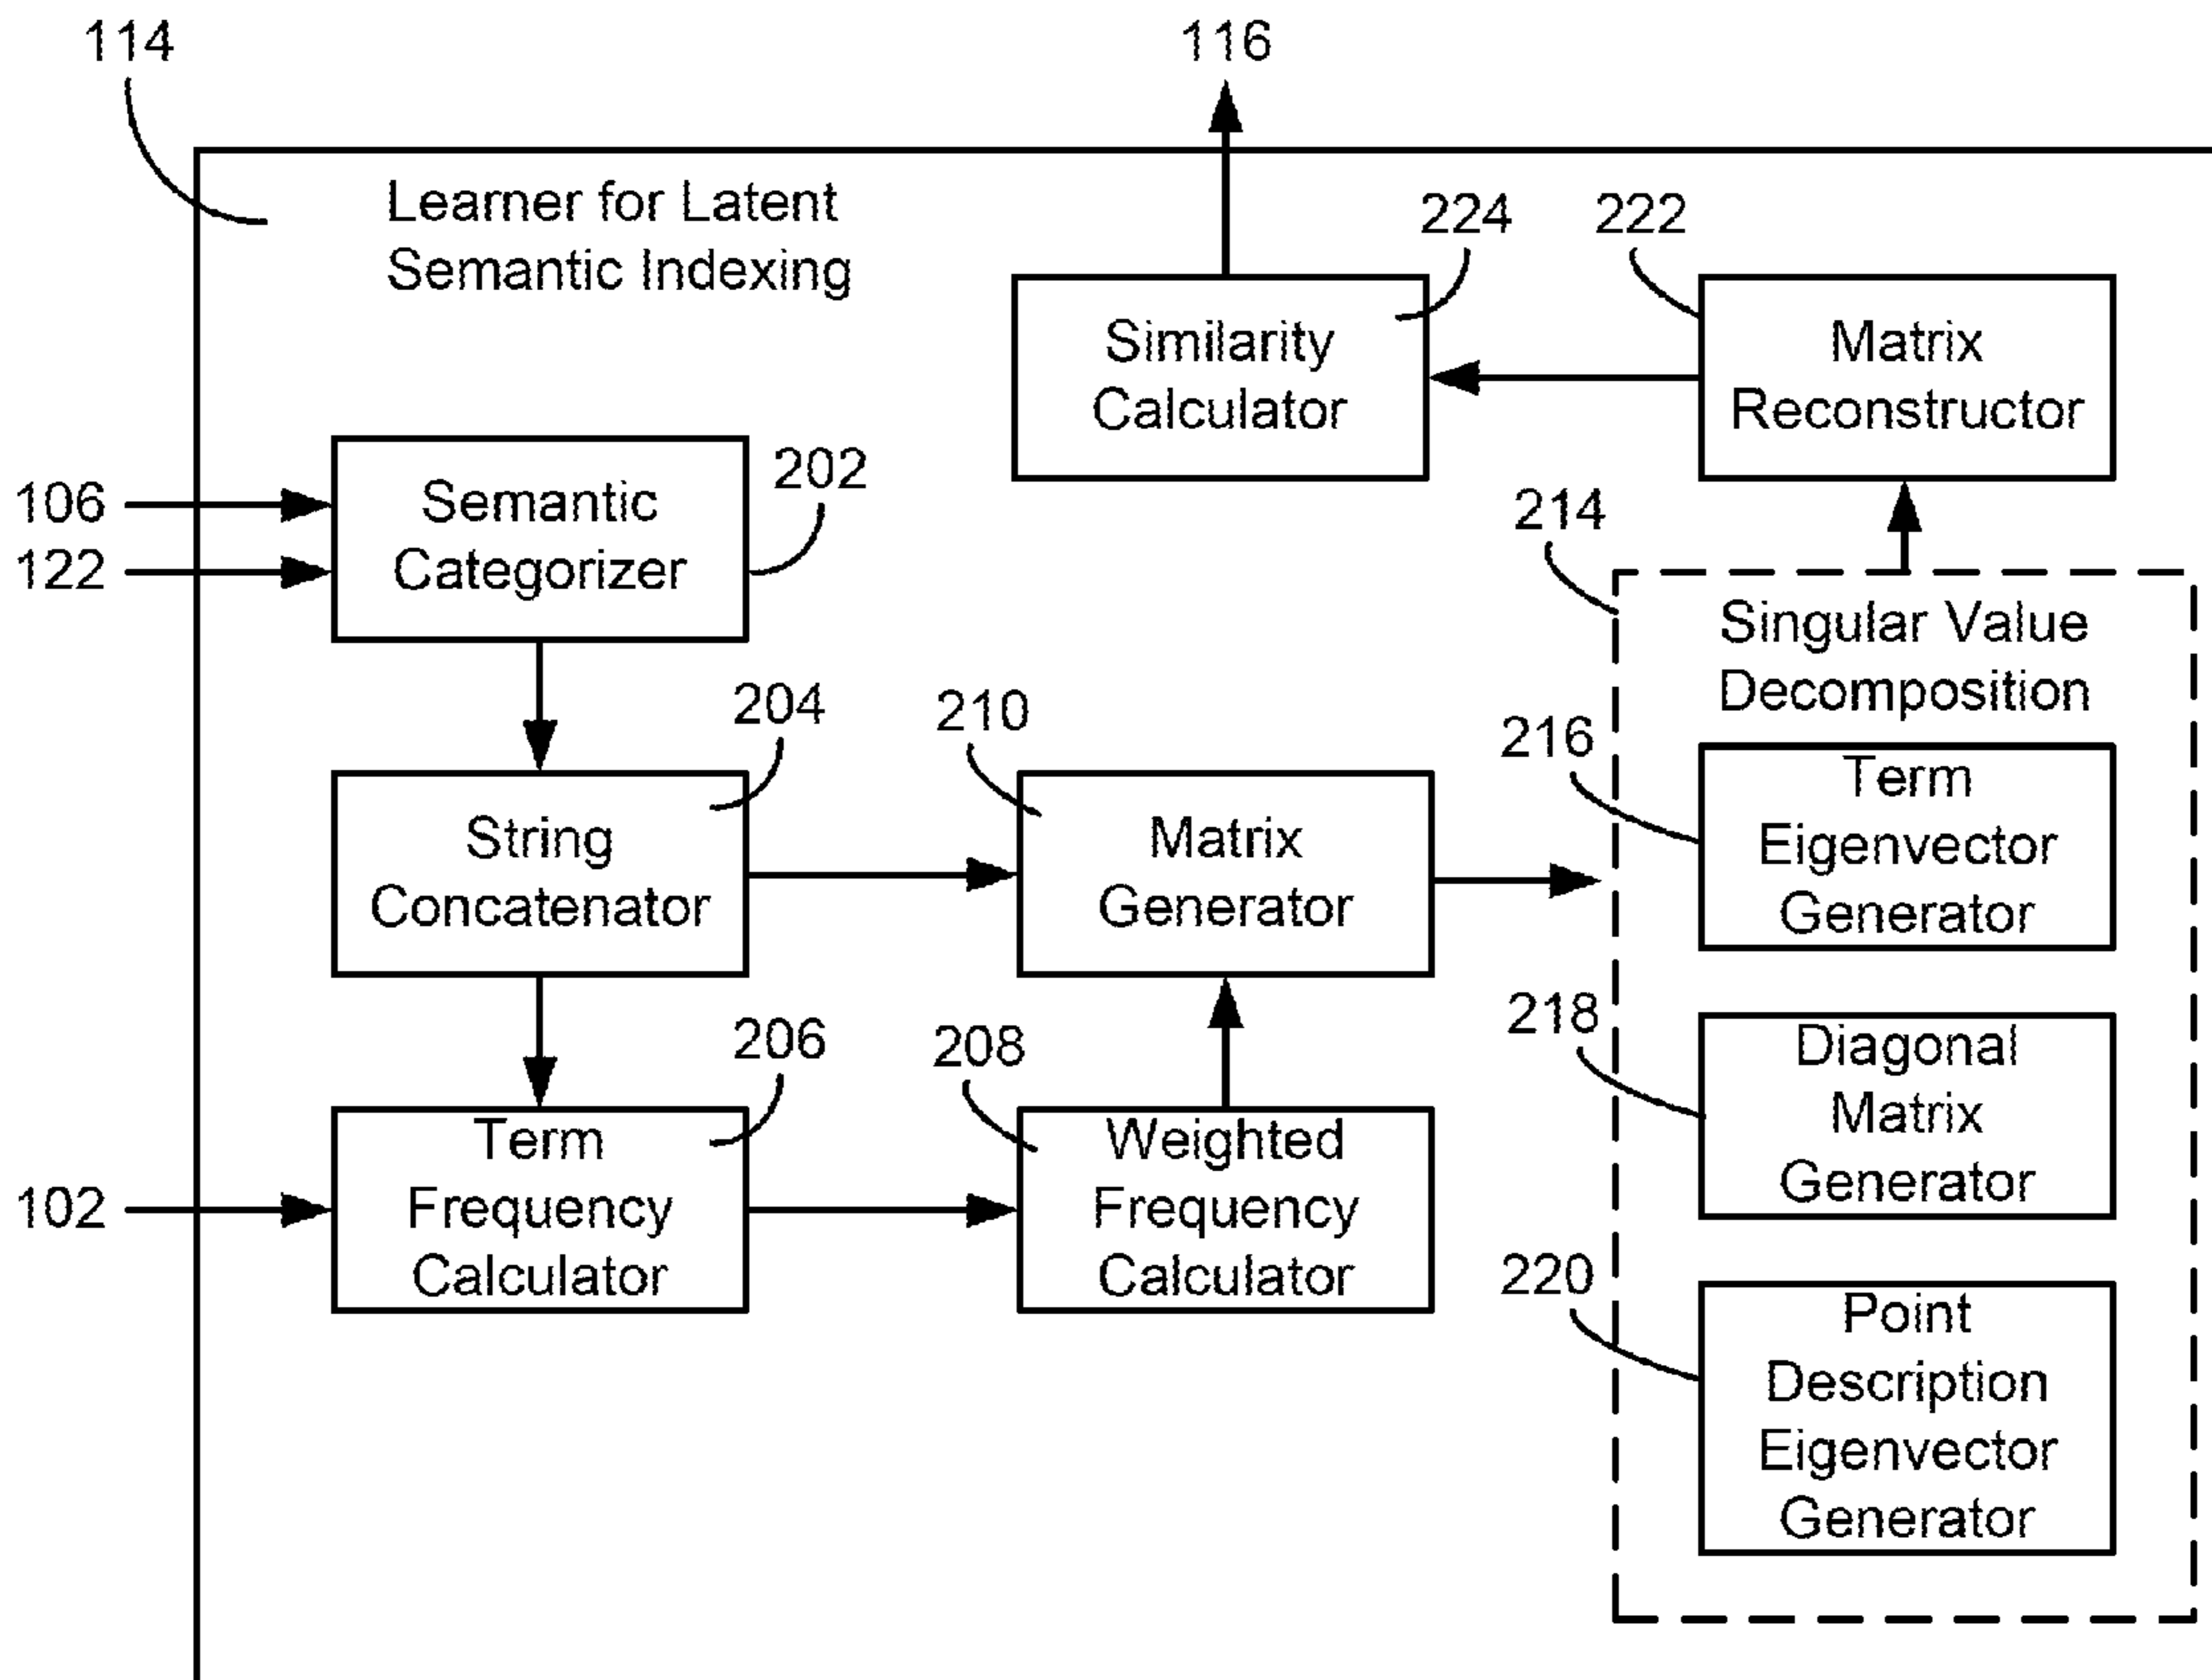 114
116
Learner for Latent
Semantic Indexing
224
222
Similarity
Calculator
Matrix
Reconstructor
106
122
Semantic
Categorizer
202
214
Singular Value
Decomposition
204
210
216
String
Concatenator
Matrix
Generator
Term
Eigenvector
Generator
206
208
218
102
Term
Frequency
Calculator
Weighted
Frequency
Calculator
Diagonal
Matrix
Generator
220
Point
Description
Eigenvector
Generator